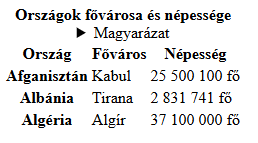 Országok fővárosa és népessége
▶ Magyarázat
Ország Főváros Népesség
Afganisztán Kabul 25 500 100 fő
Albánia Tirana 2 831 741 fő
Algéria Algír 37 100 000 fő